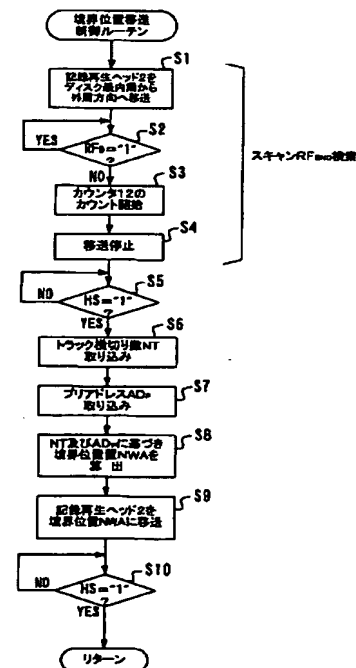 境界位置移送
制御ルーテン
S1
記録再生ヘッド2を
ディスク最内周から
外周方向へ移送
S2
YES
RF₀="1"
?
NO
S3
カウンタ12の
カウント開始
スキャンRF_END検索
S4
移送停止
S5
NO
HS="1"
?
YES
S6
トラック横切り数NT
取り込み
S7
プリアドレスADP
取り込み
S8
NT及びADPに基づき
境界位置NWAを
算出
S9
記録再生ヘッド2を
境界位置NWAに移送
S10
NO
HS="1"
?
YES
リターン